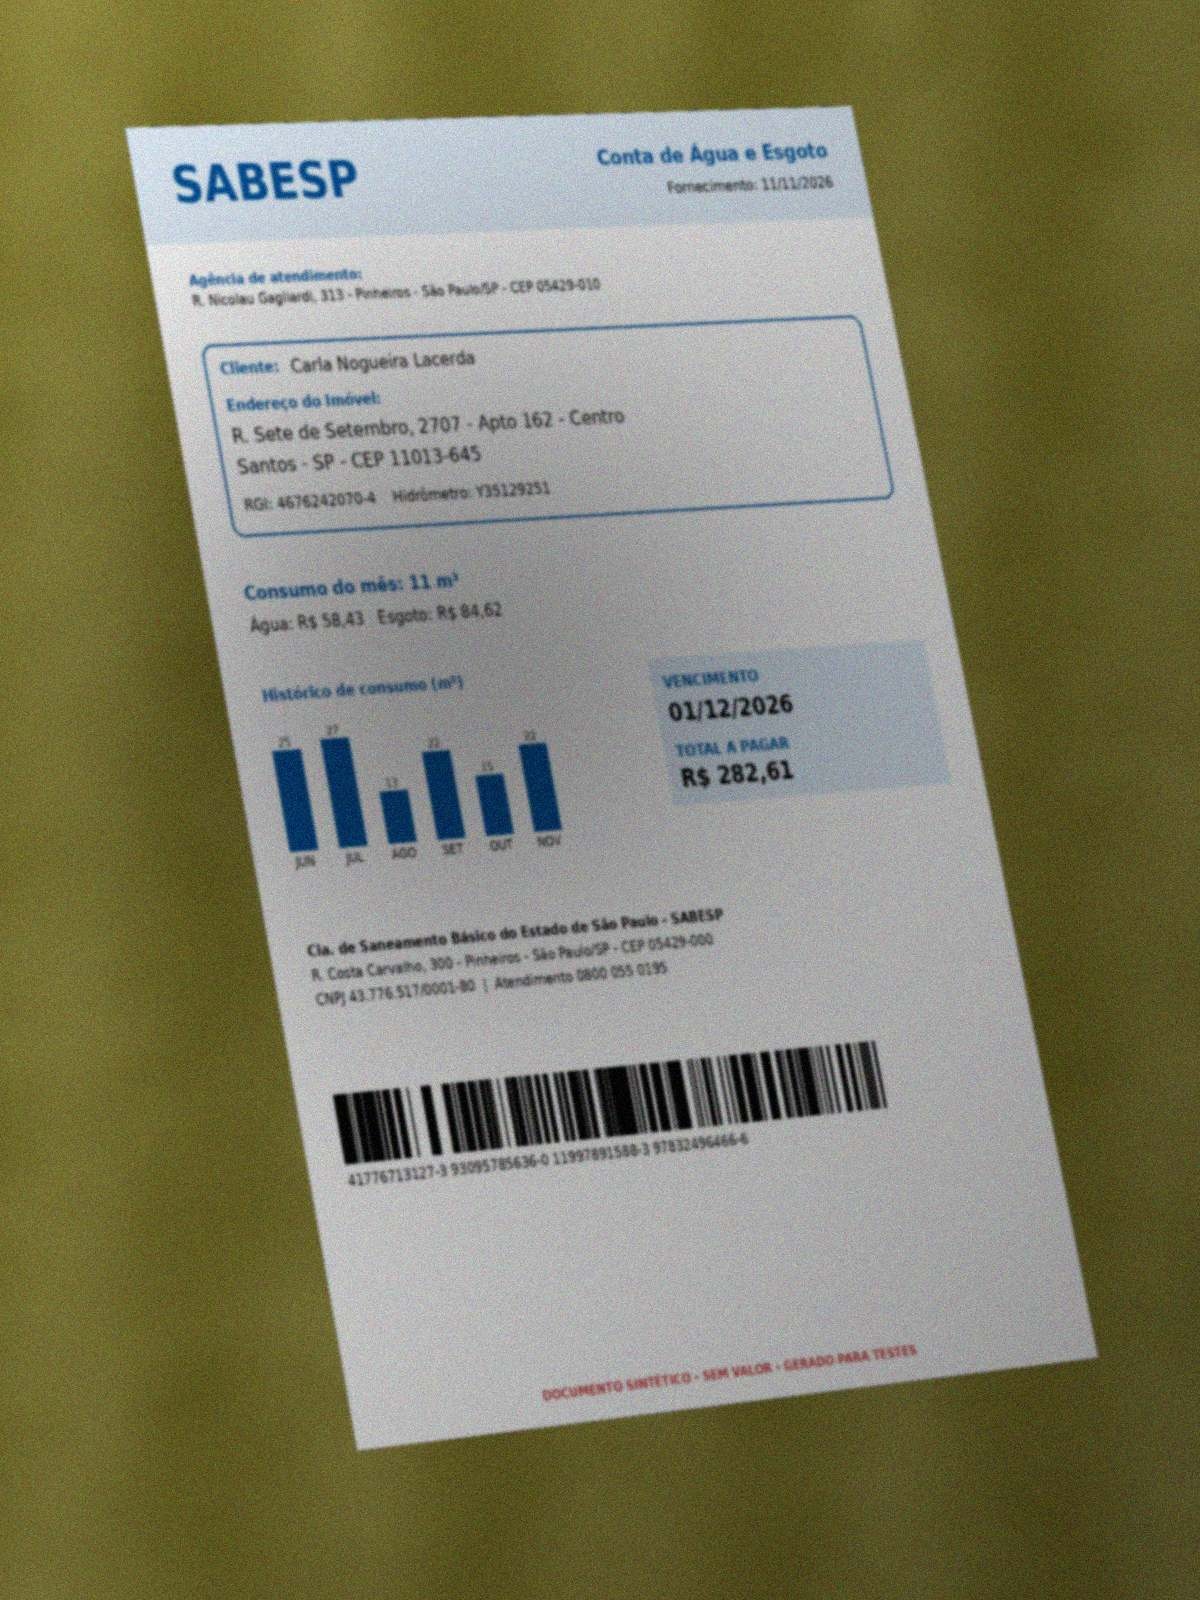 SABESP
Conta de Água e Esgoto
Fornecimento: 11/11/2026
Agência de atendimento:
R. Nicolau Gagliardi, 313 - Pinheiros - São Paulo/SP - CEP 05429-010
Cliente: Carla Nogueira Lacerda
Endereço do Imóvel:
R. Sete de Setembro, 2707 - Apto 162 - Centro
Santos - SP - CEP 11013-645
RGI: 4676242070-4 Hidrômetro: Y35129251
Consumo do mês: 11 m³
Água: R$ 58,43 Esgoto: R$ 84,62
Histórico de consumo (m³)
25 27 13 15
JUN JUL AGO SET OUT NOV
VENCIMENTO
01/12/2026
TOTAL A PAGAR
R$ 282,61
Cia. de Saneamento Básico do Estado de São Paulo - SABESP
R. Costa Carvalho, 300 - Pinheiros - São Paulo/SP - CEP 05429-000
CNPJ 43.776.517/0001-80 | Atendimento 0800 055 0195
41776713127-3 93095785636-0 11997891588-3 97832496466-6
DOCUMENTO SINTÉTICO - SEM VALOR - GERADO PARA TESTES